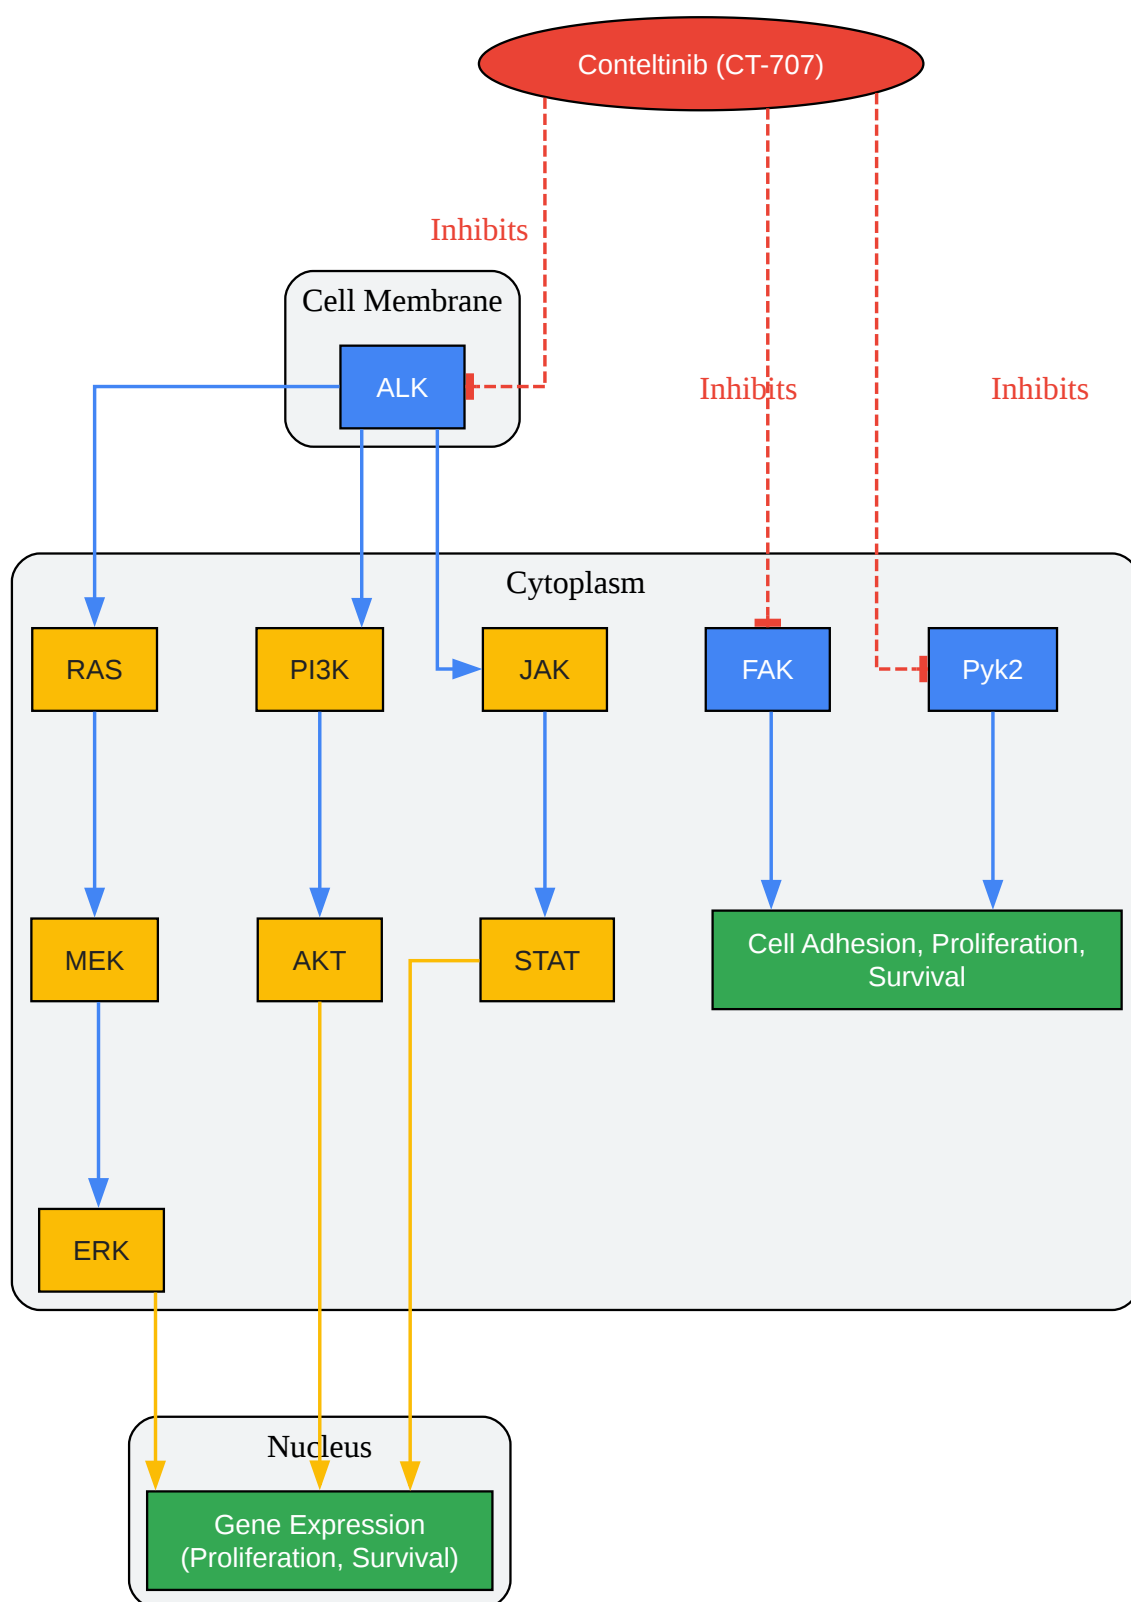 Conteltinib (CT-707)
Inhibits
Cell Membrane
ALK
Inhibits
Inhibits
Cytoplasm
RAS
PI3K
JAK
FAK
Pyk2
MEK
AKT
STAT
Cell Adhesion, Proliferation,
Survival
ERK
Nucleus
Gene Expression
(Proliferation, Survival)